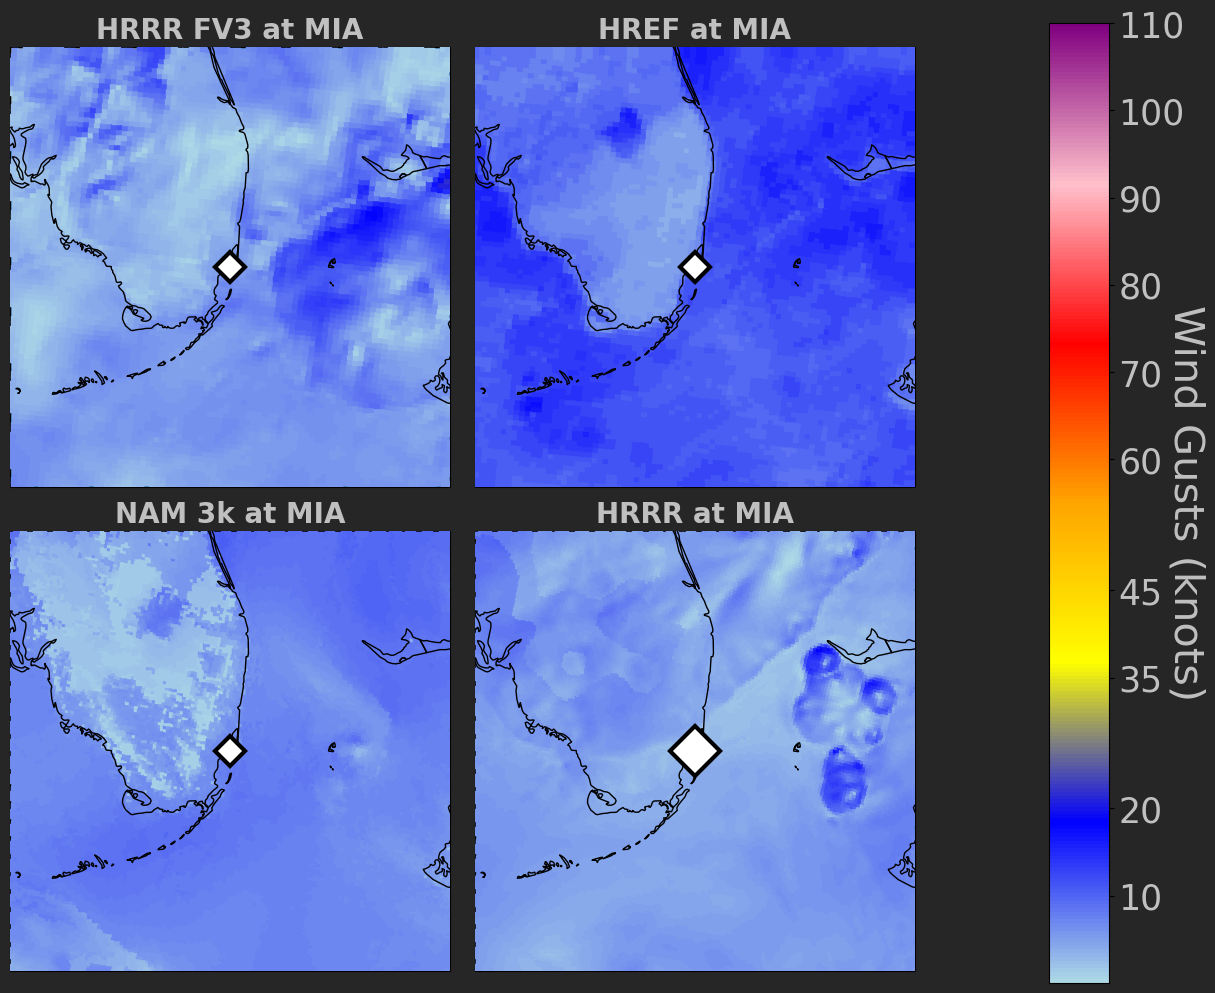 HRRR FV3 at MIA
HREF at MIA
NAM 3k at MIA
HRRR at MIA
110
100
90
80
70
60
45
35
20
10
Wind Gusts (knots)